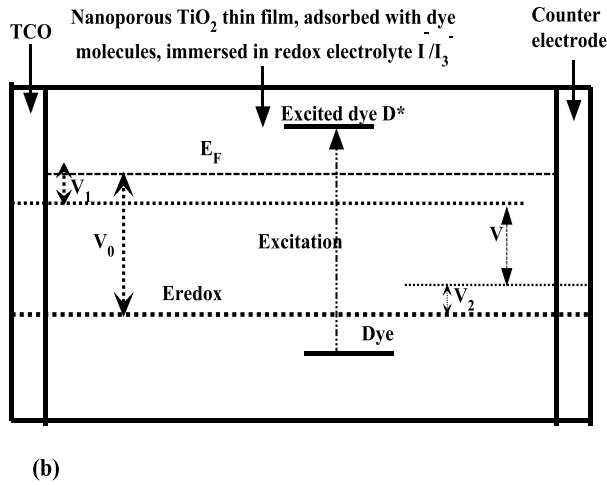 TCO
Nanoporous TiO2 thin film, adsorbed with dye
molecules, immersed in redox electrolyte I-/I3-
Counter
electrode
Excited dye D*
EF
V1
V0
Excitation
V
Eredox
V2
Dye
(b)